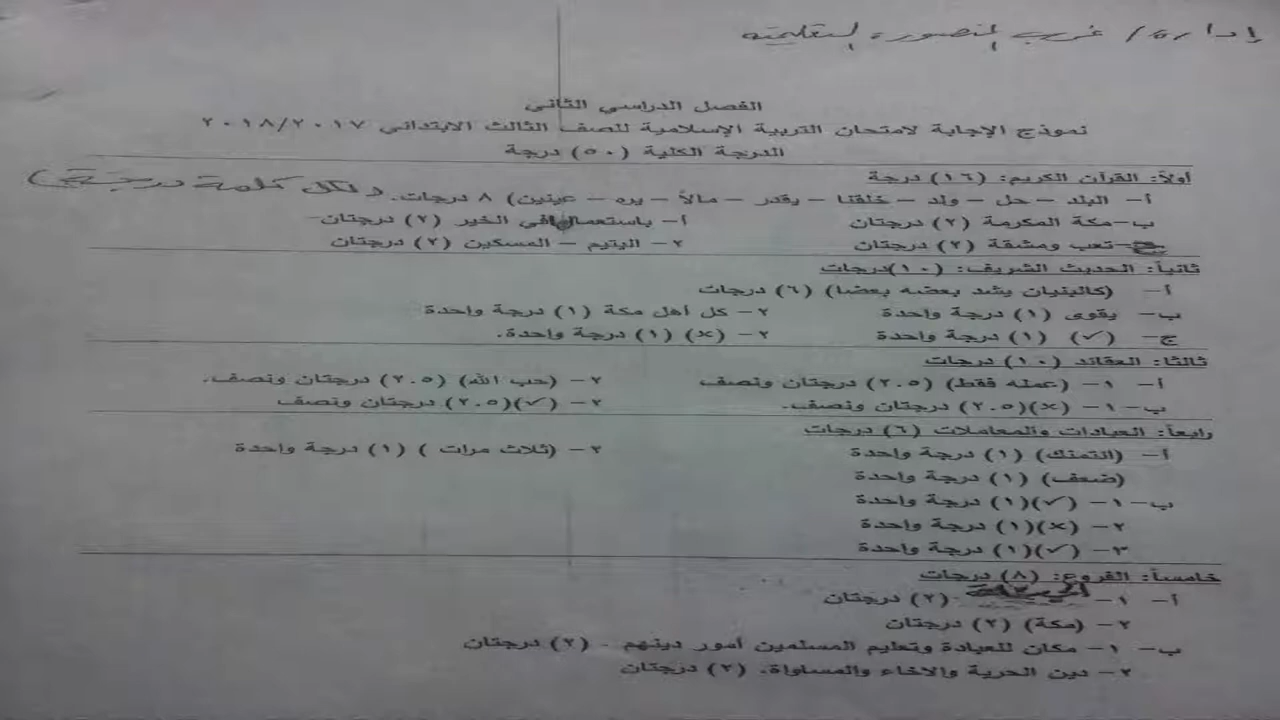 إدارة / غرب المنصورة التعليمية
الفصل الدراسي الثاني
نموذج الإجابة لامتحان التربية الإسلامية للصف الثالث الابتدائي ٢٠١٨/٢٠١٧
الدرجة الكلية (٥٠) درجة
أولاً: القرآن الكريم: (١٦) درجة
أ- البلد - حل - ولد - خلقنا - يقدر - مالاً - يره - عينين) ٨ درجات. (لكل كلمة درجة)
ب- مكة المكرمة (٢) درجتان أ- باستعمال في الخير (٢) درجتان
ج- تعب ومشقة (٢) درجتان ٢- اليتيم - المسكين (٢) درجتان
ثانياً: الحديث الشريف: (١٠) درجات
أ- (كالبنيان يشد بعضه بعضا) (٦) درجات
ب- يقوى (١) درجة واحدة ٢- كل أهل مكة (١) درجة واحدة
ج- (✓) (١) درجة واحدة ٢- (×) (١) درجة واحدة.
ثالثا: العقائد (١٠) درجات
أ- ١- (عمله فقط) (٢.٥) درجتان ونصف ٢- (حب الله) (٢.٥) درجتان ونصف.
ب- ١- (×)(٢.٥) درجتان ونصف. ٢- (✓)(٢.٥) درجتان ونصف
رابعاً: العبادات والمعاملات (٦) درجات
أ- (التمنك) (١) درجة واحدة ٢- (ثلاث مرات ) (١) درجة واحدة
(ضعف) (١) درجة واحدة
ب- ١- (✓)(١) درجة واحدة
٢- (×)(١) درجة واحدة
٣- (✓)(١) درجة واحدة
خامساً: الفروع: (٨) درجات
أ- ١- (٢) درجتان
٢- (مكة) (٢) درجتان
ب- ١- مكان للعبادة وتعليم المسلمين أمور دينهم . (٢) درجتان
٢- دين الحرية والاخاء والمساواة. (٢) درجتان